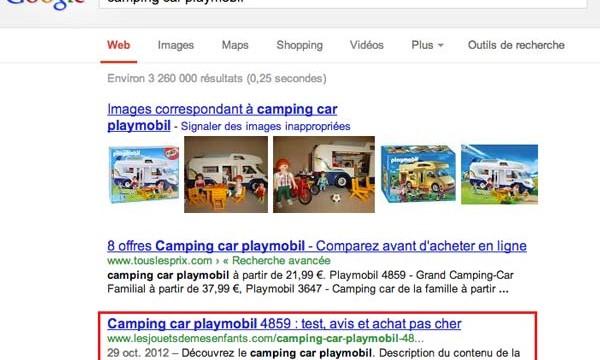 Google
camping car playmobil
Web Images Maps Shopping Vidéos Plus Outils de recherche
Environ 3 260 000 résultats (0,25 secondes)
Images correspondant à camping car
playmobil - Signaler des images inappropriées
playmobil
8 offres Camping car playmobil - Comparez avant d'acheter en ligne
www.touslesprix.com › « Recherche avancée
camping car playmobil à partir de 21,99 €. Playmobil 4859 - Grand Camping-Car
Familial à partir de 37,99 €, Playmobil 3647 - Camping car de la famille à partir ...
Camping car playmobil 4859 : test, avis et achat pas cher
www.lesjouetsdemesenfants.com/camping-car-playmobil-48...
29 oct. 2012 – Découvrez le camping car playmobil. Description du contenu de la